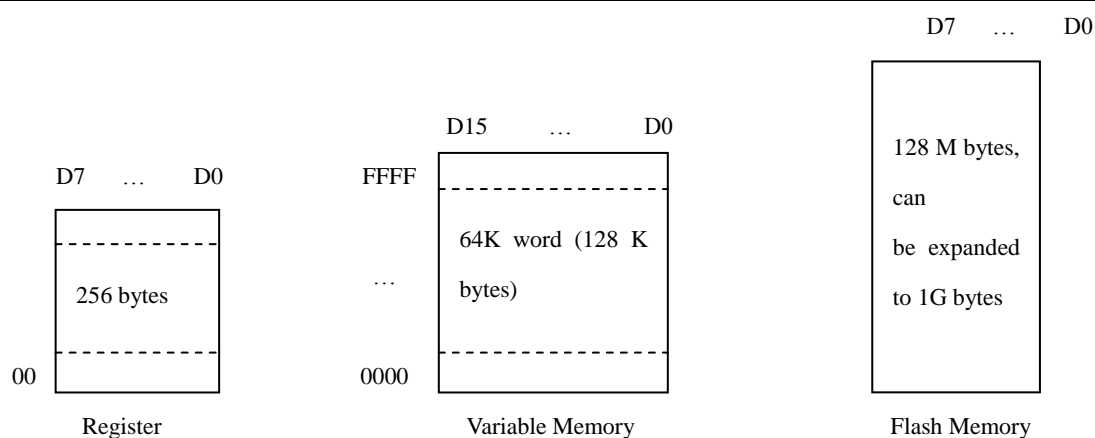 D7 … D0
D15 … D0
128 M bytes,
can
be expanded
to 1G bytes
D7 … D0
FFFF
64K word (128 K
bytes)
…
256 bytes
00
0000
Register
Variable Memory
Flash Memory